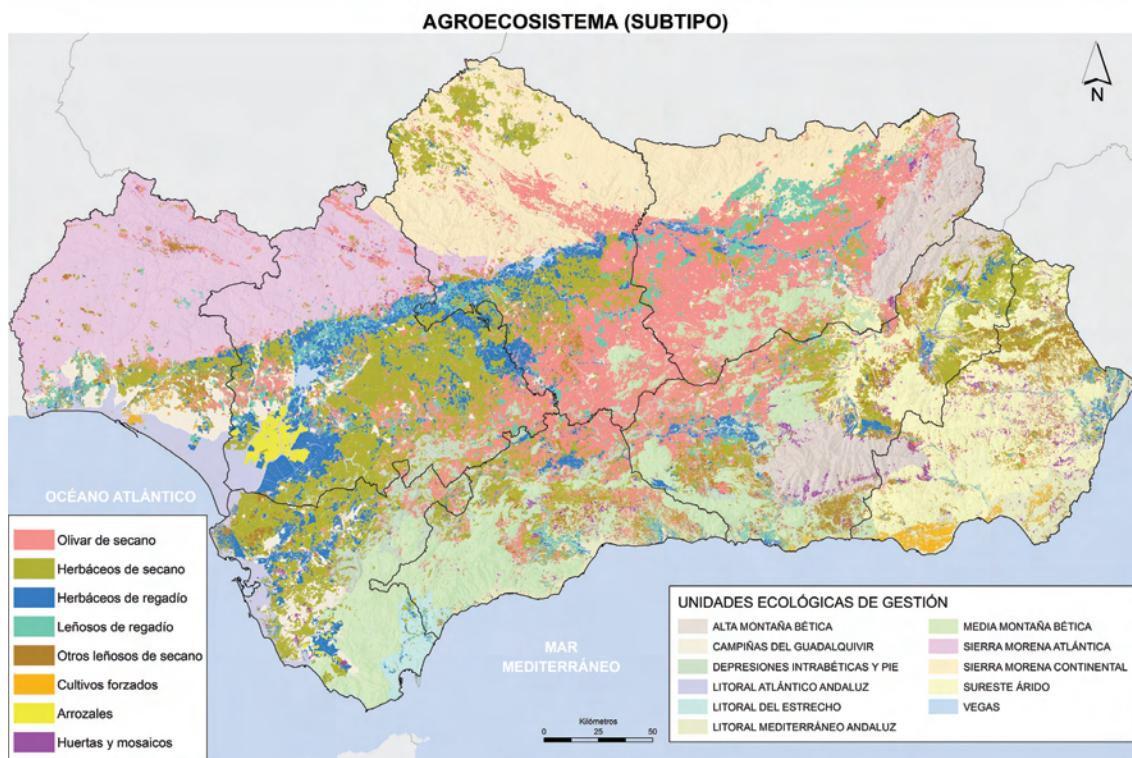 AGROECOSISTEMA (SUBTIPO)
N
OCÉANO ATLÁNTICO
MAR
MEDITERRÁNEO
Kilómetros
0 25 50
Olivar de secano
Herbáceos de secano
Herbáceos de regadío
Leñosos de regadío
Otros leñosos de secano
Cultivos forzados
Arrozales
Huertas y mosaicos
UNIDADES ECOLÓGICAS DE GESTIÓN
ALTA MONTAÑA BÉTICA
CAMPIÑAS DEL GUADALQUIVIR
DEPRESIONES INTRABÉTICAS Y PIE
LITORAL ATLÁNTICO ANDALUZ
LITORAL DEL ESTRECHO
LITORAL MEDITERRÁNEO ANDALUZ
MEDIA MONTAÑA BÉTICA
SIERRA MORENA ATLÁNTICA
SIERRA MORENA CONTINENTAL
SURESTE ÁRIDO
VEGAS